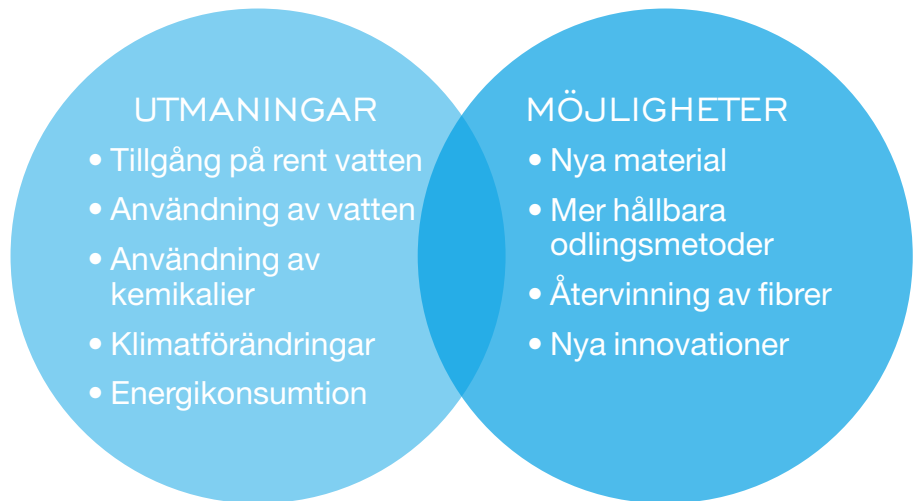 UTMANINGAR
• Tillgång på rent vatten
• Användning av vatten
• Användning av
kemikalier
• Klimatförändringar
• Energikonsumtion
MÖJLIGHETER
• Nya material
• Mer hållbara
odlingsmetoder
• Återvinning av fibrer
• Nya innovationer